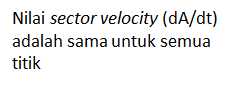 Nilai sector velocity (dA/dt)
adalah sama untuk semua
titik